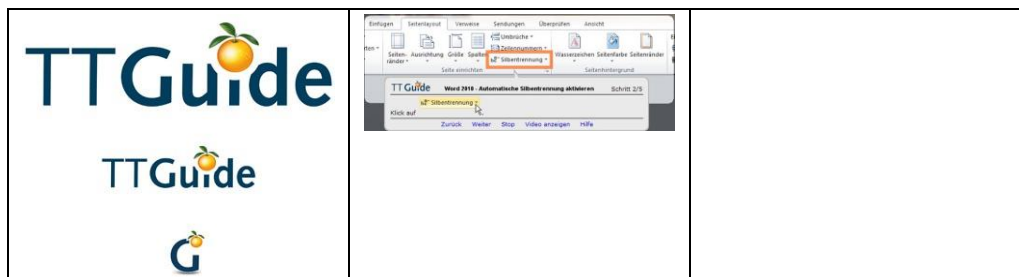 TTGuide
TTGuide
G
Einfügen Seitenlayout Verweise Sendungen Überprüfen Ansicht
Umbrüche
Zeilennummern
Seiten- Ausrichtung Größe Spalten Wasserzeichen Seitenfarbe Seitenränder
ränder
Silbentrennung
Seite einrichten Seitenhintergrund
TTGuide Word 2010 - Automatische Silbentrennung aktivieren Schritt 2/5
Silbentrennung
Klick auf
Zurück Weiter Stop Video anzeigen Hilfe